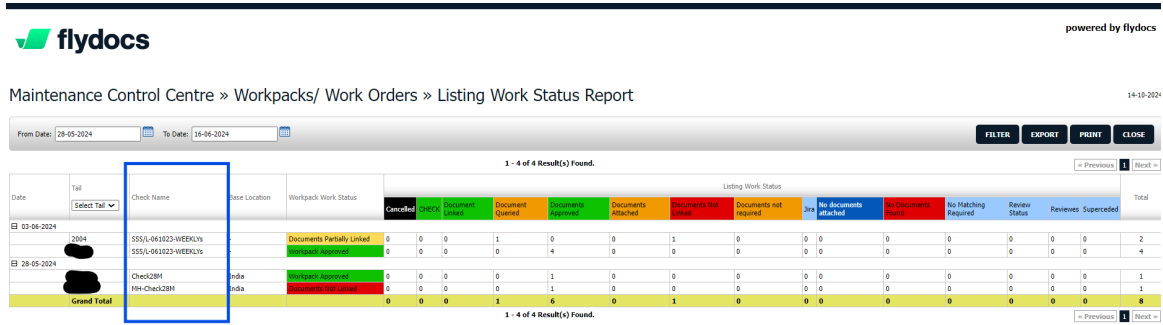 powered by flydocs
flydocs
Maintenance Control Centre » Workpacks/ Work Orders » Listing Work Status Report
14-10-2024
From Date: 28-05-2024 To Date: 16-06-2024 FILTER EXPORT PRINT CLOSE
1 - 4 of 4 Result(s) Found.
« Previous 1 Next »
Date Tail Select Tail Check Name Base Location Workpack Work Status Listing Work Status Total
Cancelled CHECK Document Linked Document Queried Documents Approved Documents Attached Documents Not Linked Documents not required Jira No documents attached No Documents Found No Matching Required Review Status Reviewes Superceded
03-06-2024
2004 SSS/L-061023-WEEKLYs - Documents Partially Linked 0 0 0 1 0 0 1 0 0 0 0 0 0 0 0 2
SSS/L-061023-WEEKLYs - Workpack Approved 0 0 0 0 4 0 0 0 0 0 0 0 0 0 0 4
28-05-2024
Check28M India Workpack Approved 0 0 0 0 1 0 0 0 0 0 0 0 0 0 0 1
MH-Check28M India Documents Not Linked 0 0 0 0 1 0 0 0 0 0 0 0 0 0 0 1
Grand Total 0 0 0 1 6 0 1 0 0 0 0 0 0 0 0 8
1 - 4 of 4 Result(s) Found.
« Previous 1 Next »